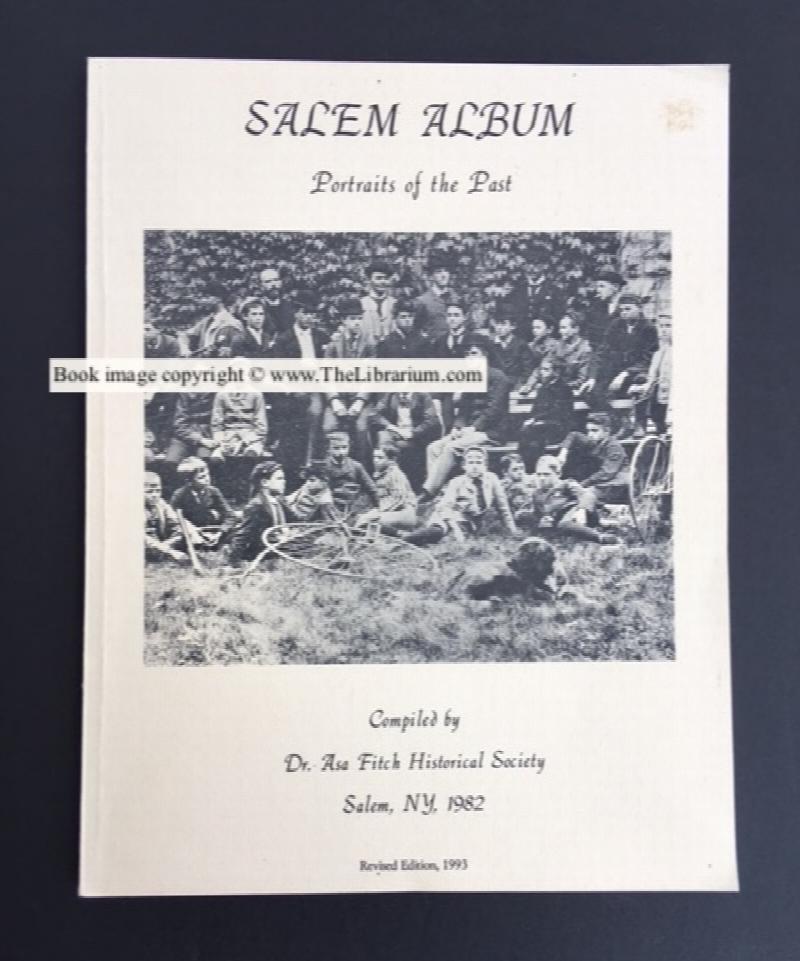 SALEM ALBUM
Portraits of the Past
Book image copyright © www.TheLibrarium.com
Compiled by
Dr. Asa Fitch Historical Society
Salem, NY, 1982
Revised Edition, 1993